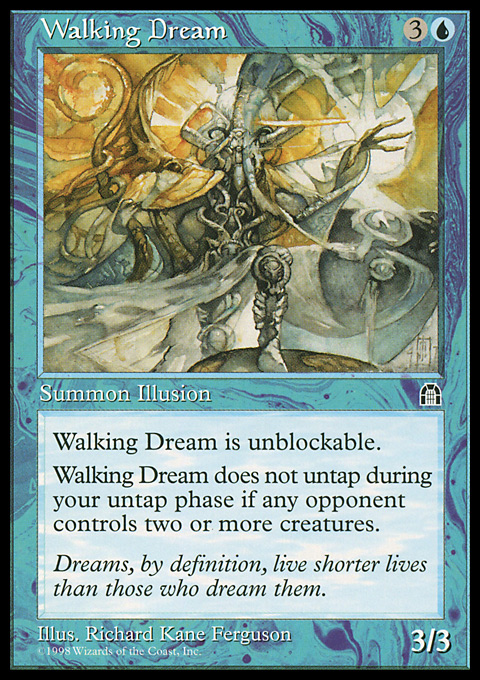 Walking Dream 3
Summon Illusion
Walking Dream is unblockable.
Walking Dream does not untap during
your untap phase if any opponent
controls two or more creatures.
Dreams, by definition, live shorter lives
than those who dream them.
Illus. Richard Kane Ferguson
©1998 Wizards of the Coast, Inc.
3/3